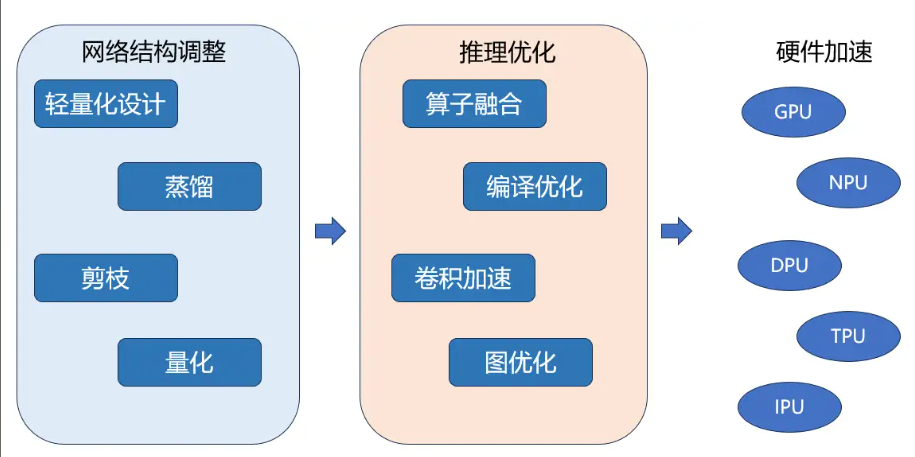 网络结构调整
轻量化设计
蒸馏
剪枝
量化
推理优化
算子融合
编译优化
卷积加速
图优化
硬件加速
GPU
NPU
DPU
TPU
IPU